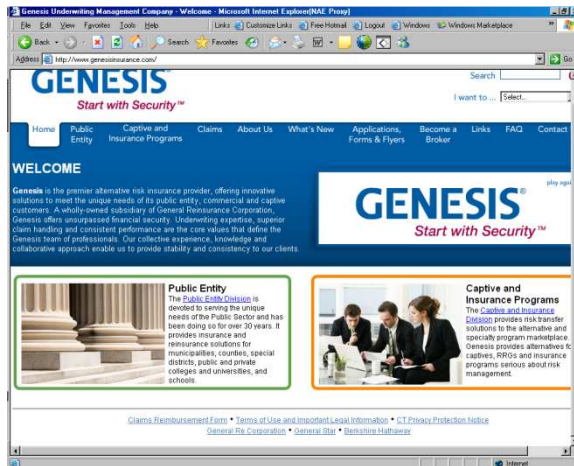 Genesis Underwriting Management Company - Welcome - Microsoft Internet Explorer(NAE Proxy)
File Edit View Favorites Tools Help Links Customize Links Free Hotmail Logout Windows Windows Marketplace
Back Search Favorites
Address http://www.genesisinsurance.com/ Go
GENESIS®
Start with Security™
Search
I want to ... Select..
Home Public Entity Captive and Insurance Programs Claims About Us What's New Applications, Forms & Flyers Become a Broker Links FAQ Contact
WELCOME
Genesis is the premier alternative risk insurance provider, offering innovative
solutions to meet the unique needs of its public entity, commercial and captive
customers. A wholly-owned subsidiary of General Reinsurance Corporation,
Genesis offers unsurpassed financial security. Underwriting expertise, superior
claim handling and consistent performance are the core values that define the
Genesis team of professionals. Our collective experience, knowledge and
collaborative approach enable us to provide stability and consistency to our clients.
play again
GENESIS®
Start with Security™
Public Entity
The Public Entity Division is
devoted to serving the unique
needs of the Public Sector and has
been doing so for over 30 years. It
provides insurance and
reinsurance solutions for
municipalities, counties, special
districts, public and private
colleges and universities, and
schools.
Captive and
Insurance Programs
The Captive and Insurance
Division provides risk transfer
solutions to the alternative and
specialty program marketplace.
Genesis provides alternatives fo
captives, RRGs and insurance
programs serious about risk
management.
Claims Reimbursement Form • Terms of Use and Important Legal Information • CT Privacy Protection Notice
General Re Corporation • General Star • Berkshire Hathaway
Internet